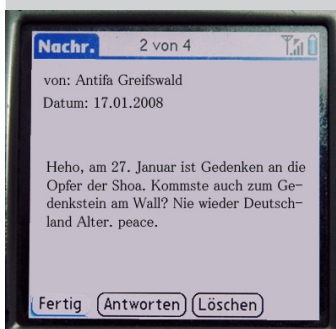 Nachr.
2 von 4
von: Antifa Greifswald
Datum: 17.01.2008
Heho, am 27. Januar ist Gedenken an die
Opfer der Shoa. Kommste auch zum Ge-
denkstein am Wall? Nie wieder Deutsch-
land Alter. peace.
Fertig
Antworten
Löschen